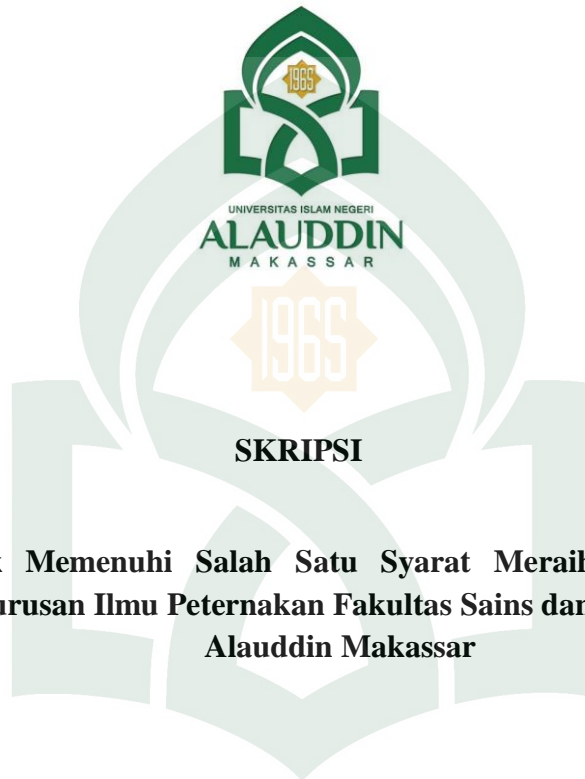 1965
UNIVERSITAS ISLAM NEGERI
ALAUDDIN
MAKASSAR
1965
SKRIPSI
Memenuhi Salah Satu Syarat Meraih
urusan Ilmu Peternakan Fakultas Sains dan
Alauddin Makassar